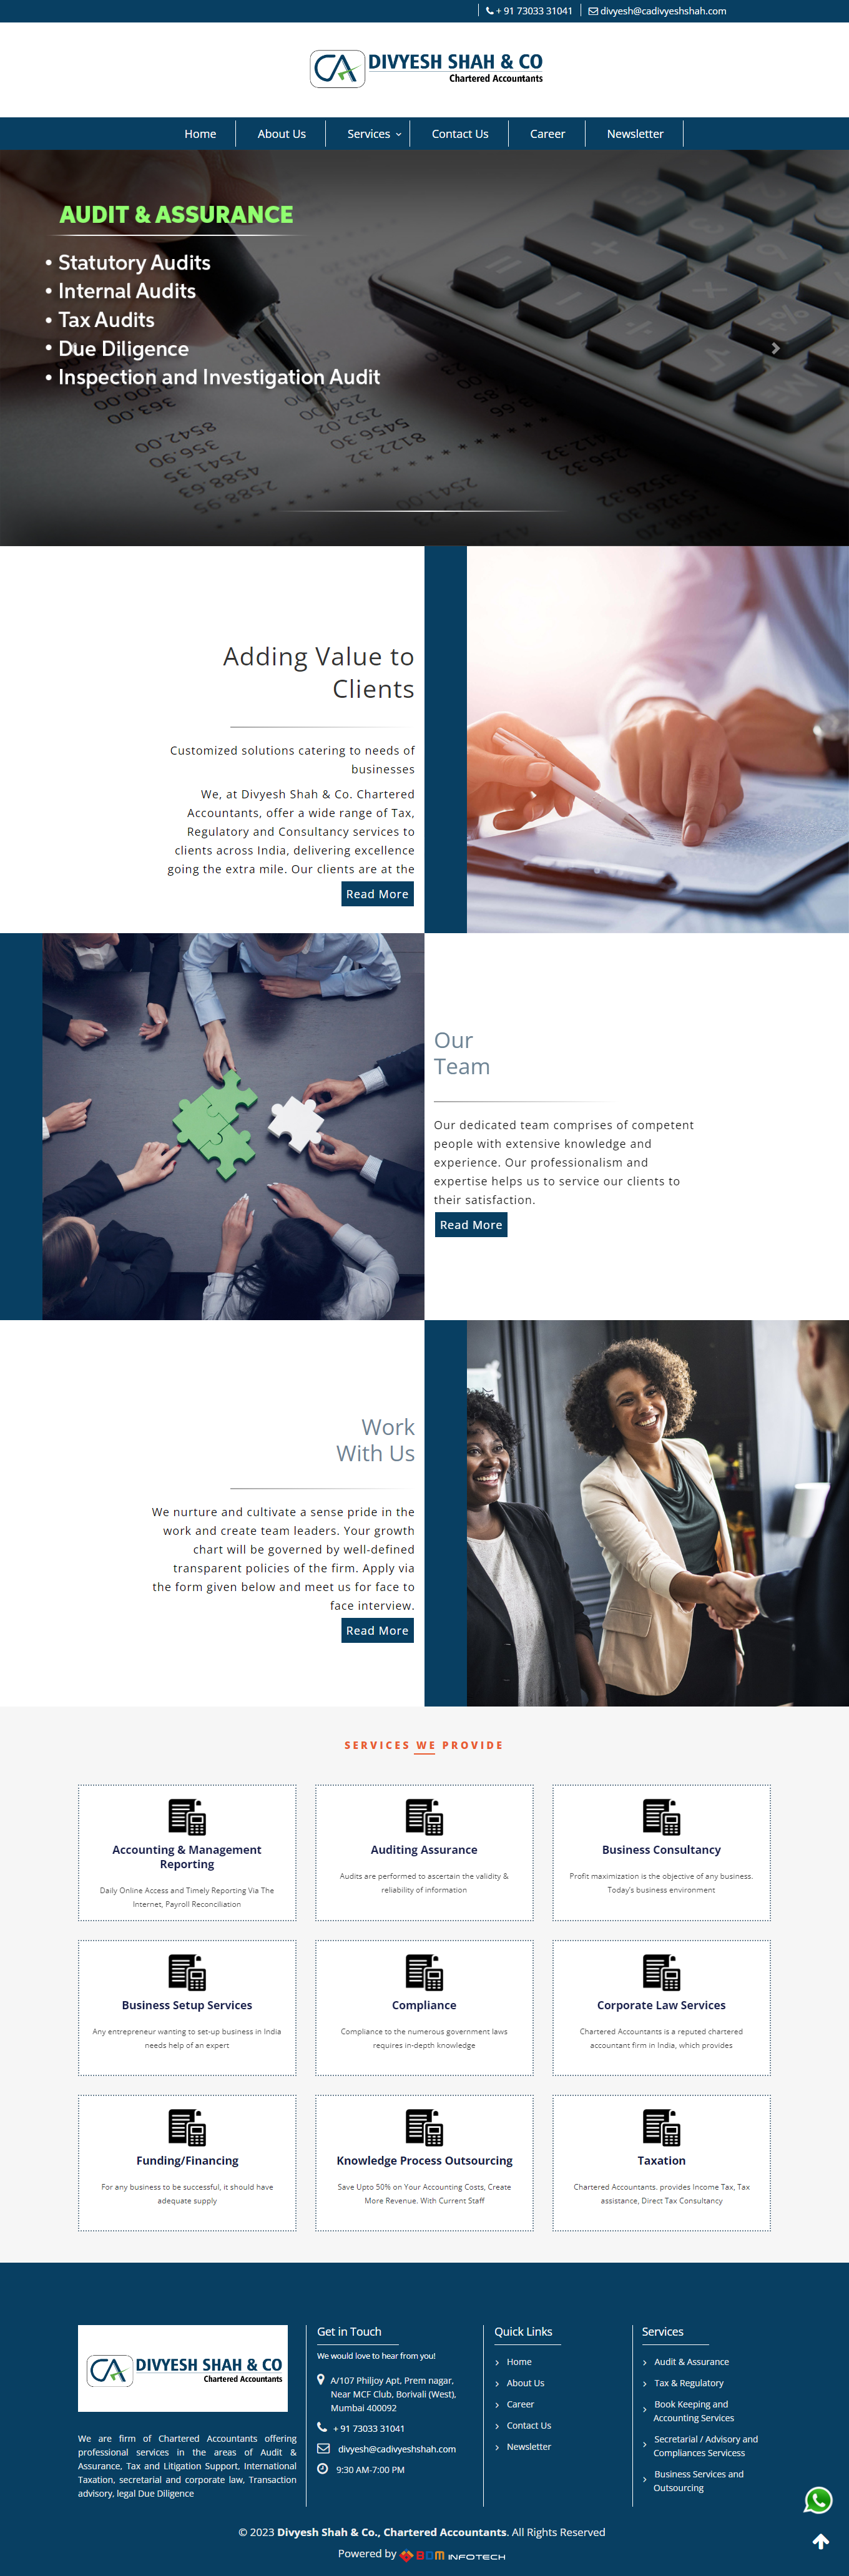 + 91 73033 31041 divyesh@cadivyeshshah.com
CA DIVYESH SHAH & CO
Chartered Accountants
Home About Us Services Contact Us Career Newsletter
AUDIT & ASSURANCE
• Statutory Audits
• Internal Audits
• Tax Audits
• Due Diligence
• Inspection and Investigation Audit
Adding Value to
Clients
Customized solutions catering to needs of
businesses
We, at Divyesh Shah & Co. Chartered
Accountants, offer a wide range of Tax,
Regulatory and Consultancy services to
clients across India, delivering excellence
going the extra mile. Our clients are at the
Read More
Our
Team
Our dedicated team comprises of competent
people with extensive knowledge and
experience. Our professionalism and
expertise helps us to service our clients to
their satisfaction.
Read More
Work
With Us
We nurture and cultivate a sense pride in the
work and create team leaders. Your growth
chart will be governed by well-defined
transparent policies of the firm. Apply via
the form given below and meet us for face to
face interview.
Read More
SERVICES WE PROVIDE
Accounting & Management
Reporting
Daily Online Access and Timely Reporting Via The
Internet, Payroll Reconciliation
Auditing Assurance
Audits are performed to ascertain the validity &
reliability of information
Business Consultancy
Profit maximization is the objective of any business.
Today's business environment
Business Setup Services
Any entrepreneur wanting to set-up business in India
needs help of an expert
Compliance
Compliance to the numerous government laws
requires in-depth knowledge
Corporate Law Services
Chartered Accountants is a reputed chartered
accountant firm in India, which provides
Funding/Financing
For any business to be successful, it should have
adequate supply
Knowledge Process Outsourcing
Save Upto 50% on Your Accounting Costs, Create
More Revenue. With Current Staff
Taxation
Chartered Accountants. provides Income Tax, Tax
assistance, Direct Tax Consultancy
CA DIVYESH SHAH & CO
Chartered Accountants
We are firm of Chartered Accountants offering
professional services in the areas of Audit &
Assurance, Tax and Litigation Support, International
Taxation, secretarial and corporate law, Transaction
advisory, legal Due Diligence
Get in Touch
We would love to hear from you!
A/107 Philjoy Apt, Prem nagar,
Near MCF Club, Borivali (West),
Mumbai 400092
+ 91 73033 31041
divyesh@cadivyeshshah.com
9:30 AM-7:00 PM
Quick Links
Home
About Us
Career
Contact Us
Newsletter
Services
Audit & Assurance
Tax & Regulatory
Book Keeping and
Accounting Services
Secretarial / Advisory and
Compliances Servicess
Business Services and
Outsourcing
© 2023 Divyesh Shah & Co., Chartered Accountants. All Rights Reserved
Powered by BOM INFOTECH